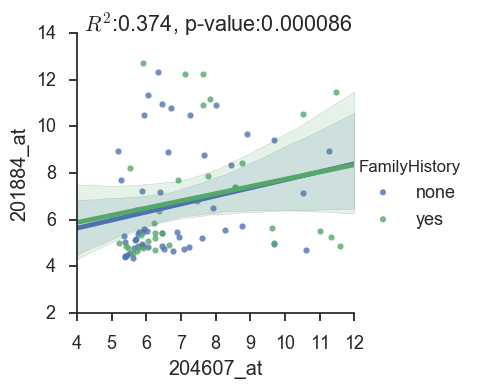 R²:0.374, p-value:0.000086
14
12
10
8
6
4
2
201884_at
4 5 6 7 8 9 10 11 12
204607_at
FamilyHistory
none
yes